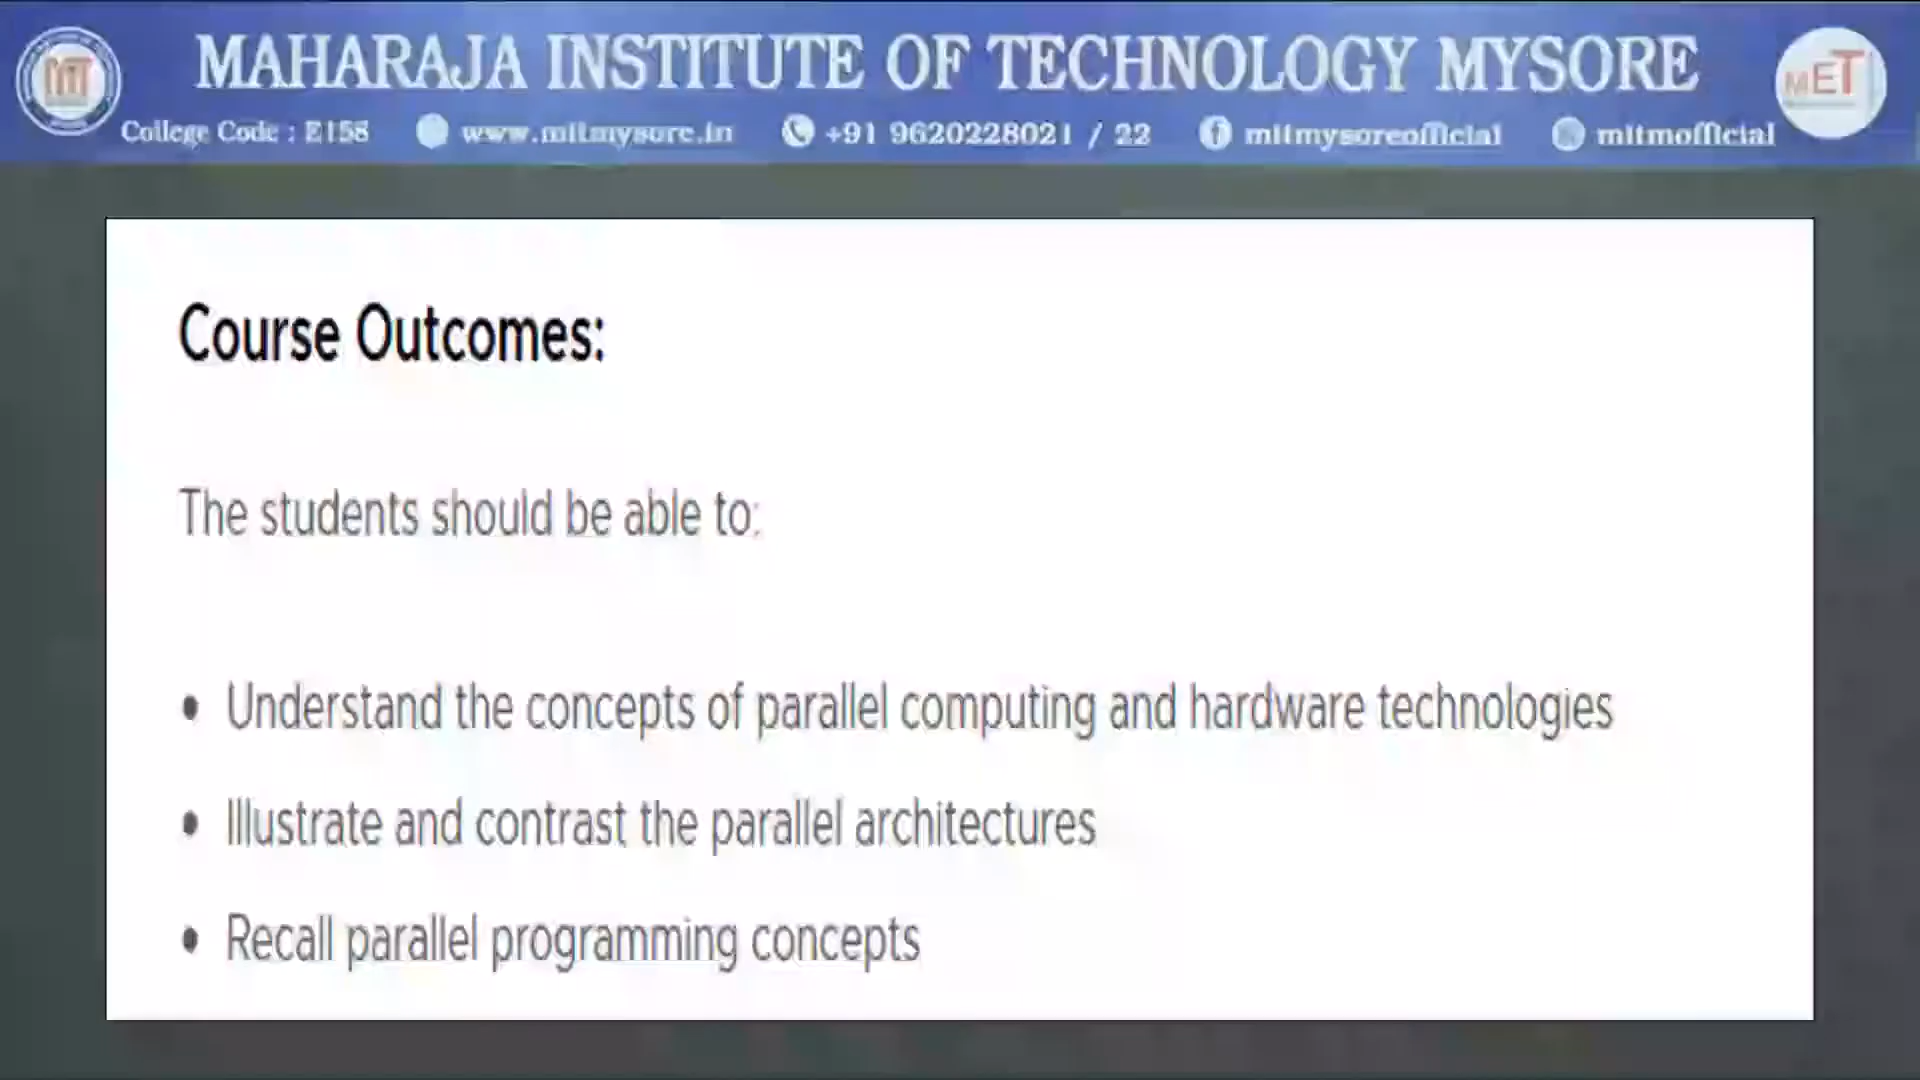 MAHARAJA INSTITUTE OF TECHNOLOGY MYSORE
College Code : E158 www.mitmysore.in +91 9620228021 / 22 mitmysoreofficial mitmofficial
MIT
MET
Course Outcomes:
The students should be able to:
• Understand the concepts of parallel computing and hardware technologies
• Illustrate and contrast the parallel architectures
• Recall parallel programming concepts